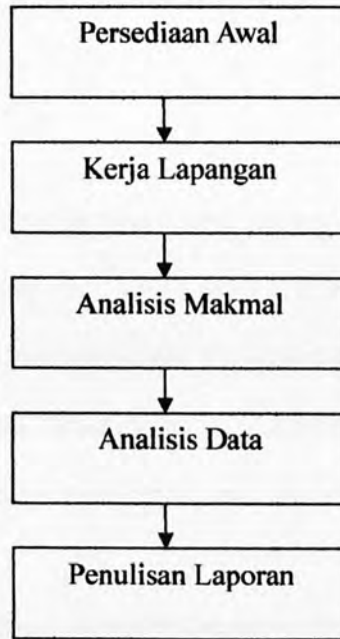 Persediaan Awal
Kerja Lapangan
Analisis Makmal
Analisis Data
Penulisan Laporan